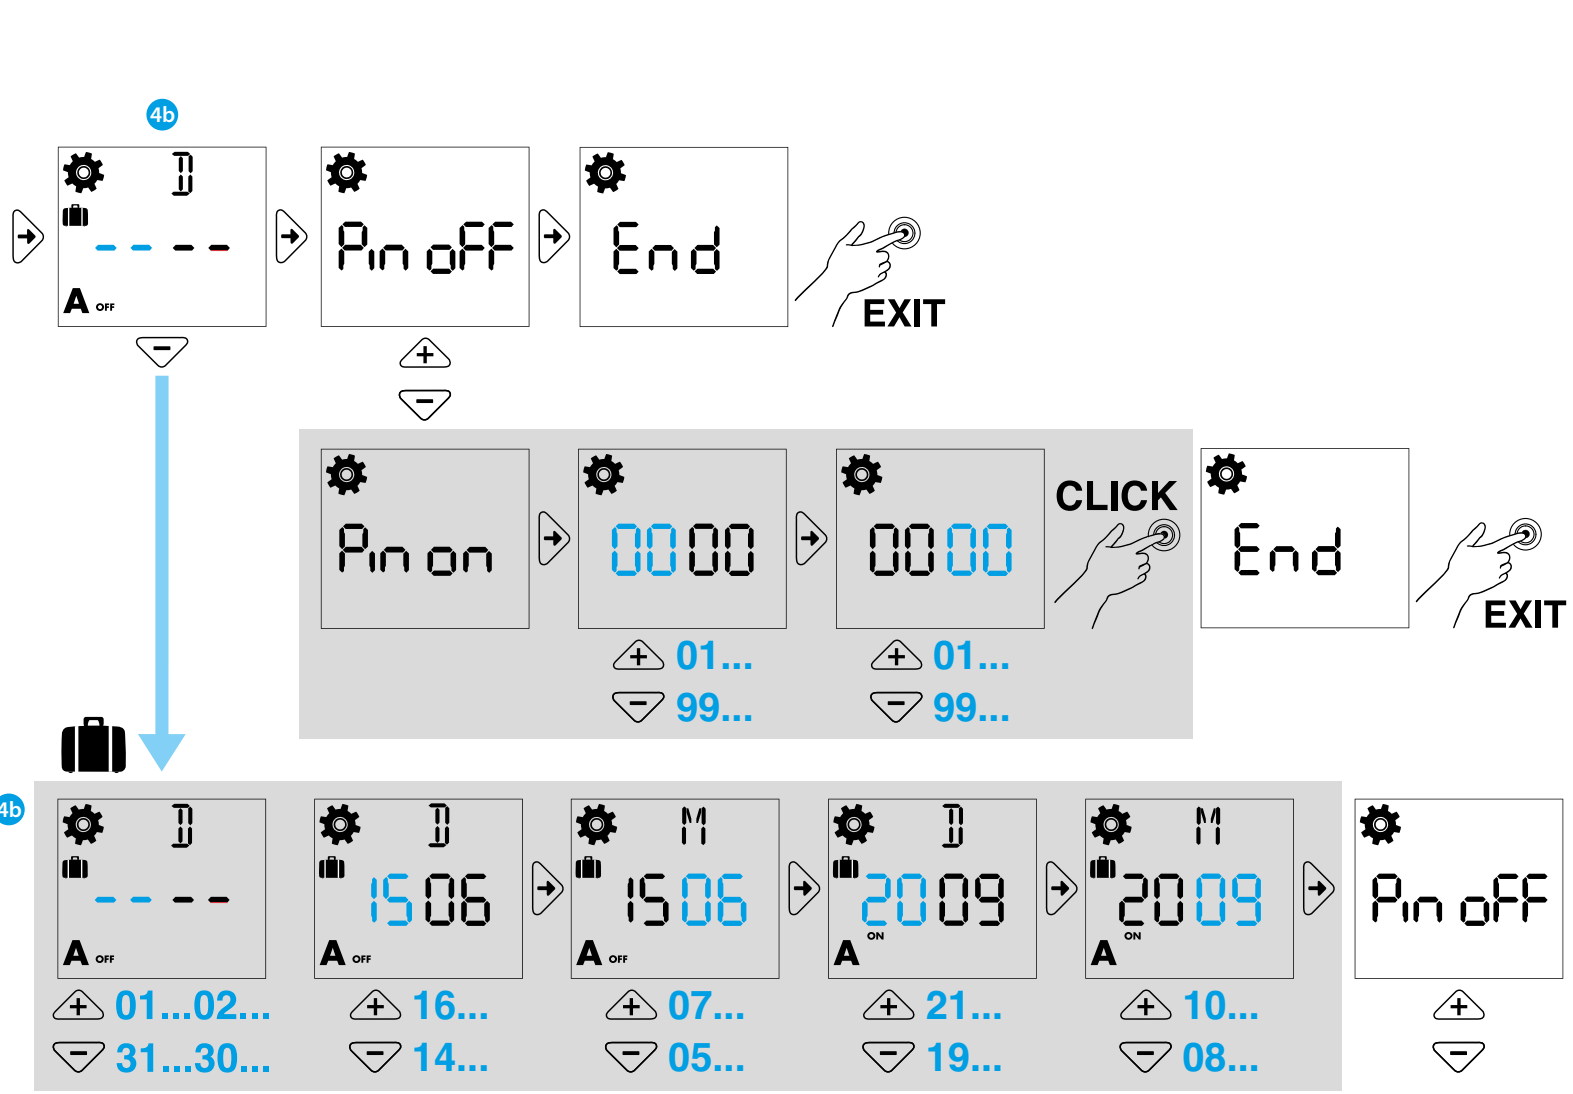 4b
D
-- --
A OFF
Pin oFF
End
EXIT
Pin on
0000
+ 01...
- 99...
0000
+ 01...
- 99...
CLICK
End
EXIT
4b
D
-- --
A OFF
+ 01...02...
- 31...30...
D
1506
A OFF
+ 16...
- 14...
M
1506
A OFF
+ 07...
- 05...
D
2009
ON
A
+ 21...
- 19...
M
2009
ON
A
+ 10...
- 08...
Pin oFF
+
-